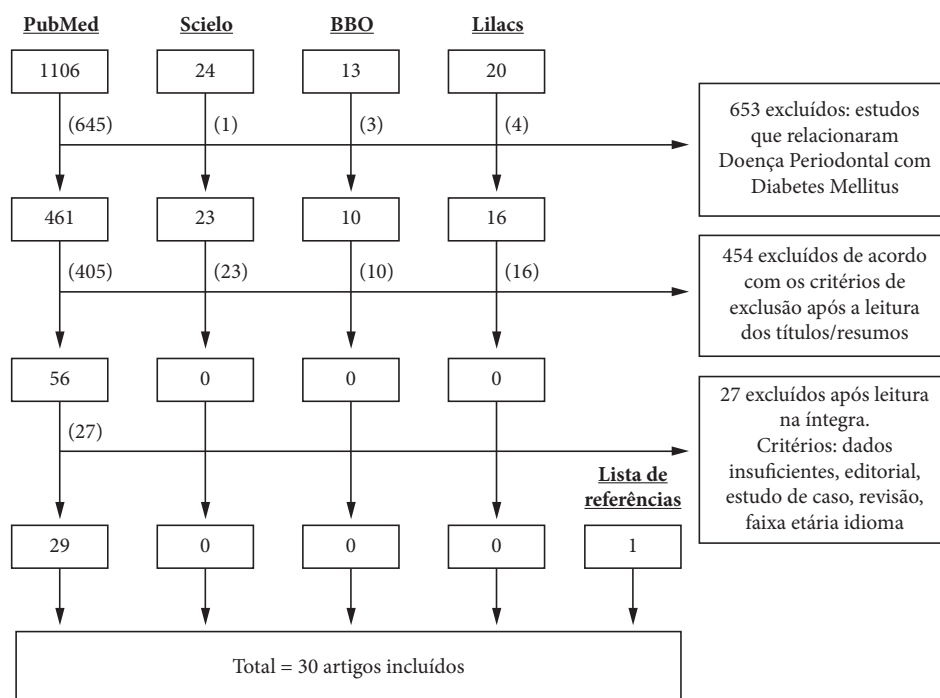 PubMed
Scielo
BBO
Lilacs
1106
24
13
20
(645)
(1)
(3)
(4)
653 excluídos: estudos
que relacionaram
Doença Periodontal com
Diabetes Mellitus
461
23
10
16
(405)
(23)
(10)
(16)
454 excluídos de acordo
com os critérios de
exclusão após a leitura
dos títulos/resumos
56
0
0
0
(27)
27 excluídos após leitura
na íntegra.
Critérios: dados
insuficientes, editorial,
estudo de caso, revisão,
faixa etária idioma
Lista de
referências
29
0
0
0
1
Total = 30 artigos incluídos